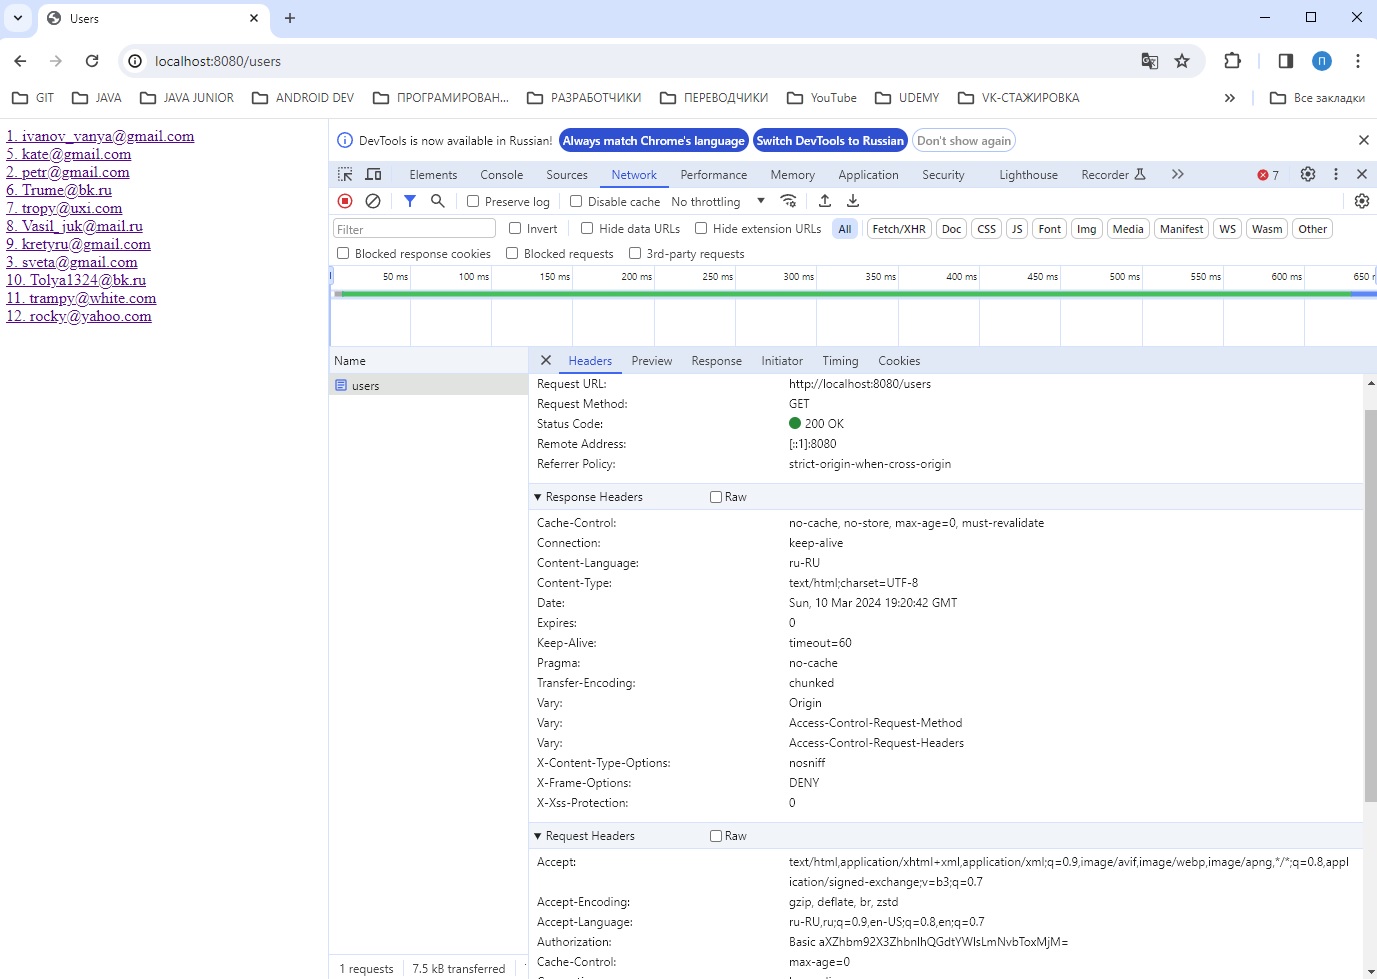 Users
localhost:8080/users
GIT JAVA JAVA JUNIOR ANDROID DEV ПРОГРАМИРОВАН... РАЗРАБОТЧИКИ ПЕРЕВОДЧИКИ YouTube UDEMY VK-СТАЖИРОВКА » Все закладки
1. ivanov_vanya@gmail.com
5. kate@gmail.com
2. petr@gmail.com
6. Trume@bk.ru
7. tropy@uxi.com
8. Vasil_juk@mail.ru
9. kretyru@gmail.com
3. sveta@gmail.com
10. Tolya1324@bk.ru
11. trampy@white.com
12. rocky@yahoo.com
DevTools is now available in Russian! Always match Chrome's language Switch DevTools to Russian Don't show again
Elements Console Sources Network Performance Memory Application Security Lighthouse Recorder » 7
Preserve log Disable cache No throttling
Filter Invert Hide data URLs Hide extension URLs All Fetch/XHR Doc CSS JS Font Img Media Manifest WS Wasm Other
Blocked response cookies Blocked requests 3rd-party requests
50 ms 100 ms 150 ms 200 ms 250 ms 300 ms 350 ms 400 ms 450 ms 500 ms 550 ms 600 ms 650 r
Name
users
1 requests 7.5 kB transferred
Headers Preview Response Initiator Timing Cookies
Request URL: http://localhost:8080/users
Request Method: GET
Status Code: 200 OK
Remote Address: [::1]:8080
Referrer Policy: strict-origin-when-cross-origin
Response Headers Raw
Cache-Control: no-cache, no-store, max-age=0, must-revalidate
Connection: keep-alive
Content-Language: ru-RU
Content-Type: text/html;charset=UTF-8
Date: Sun, 10 Mar 2024 19:20:42 GMT
Expires: 0
Keep-Alive: timeout=60
Pragma: no-cache
Transfer-Encoding: chunked
Vary: Origin
Vary: Access-Control-Request-Method
Vary: Access-Control-Request-Headers
X-Content-Type-Options: nosniff
X-Frame-Options: DENY
X-Xss-Protection: 0
Request Headers Raw
Accept: text/html,application/xhtml+xml,application/xml;q=0.9,image/avif,image/webp,image/apng,*/*;q=0.8,appl
ication/signed-exchange;v=b3;q=0.7
Accept-Encoding: gzip, deflate, br, zstd
Accept-Language: ru-RU,ru;q=0.9,en-US;q=0.8,en;q=0.7
Authorization: Basic aXZhbm92X3ZhbnlhQGdtYWlsLmNvbToxMjM=
Cache-Control: max-age=0